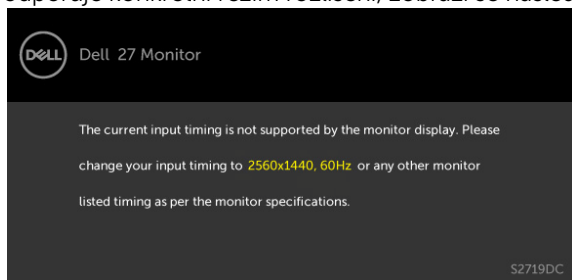 DELL
Dell 27 Monitor
The current input timing is not supported by the monitor display. Please
change your input timing to 2560x1440, 60Hz or any other monitor
listed timing as per the monitor specifications.
S2719DC